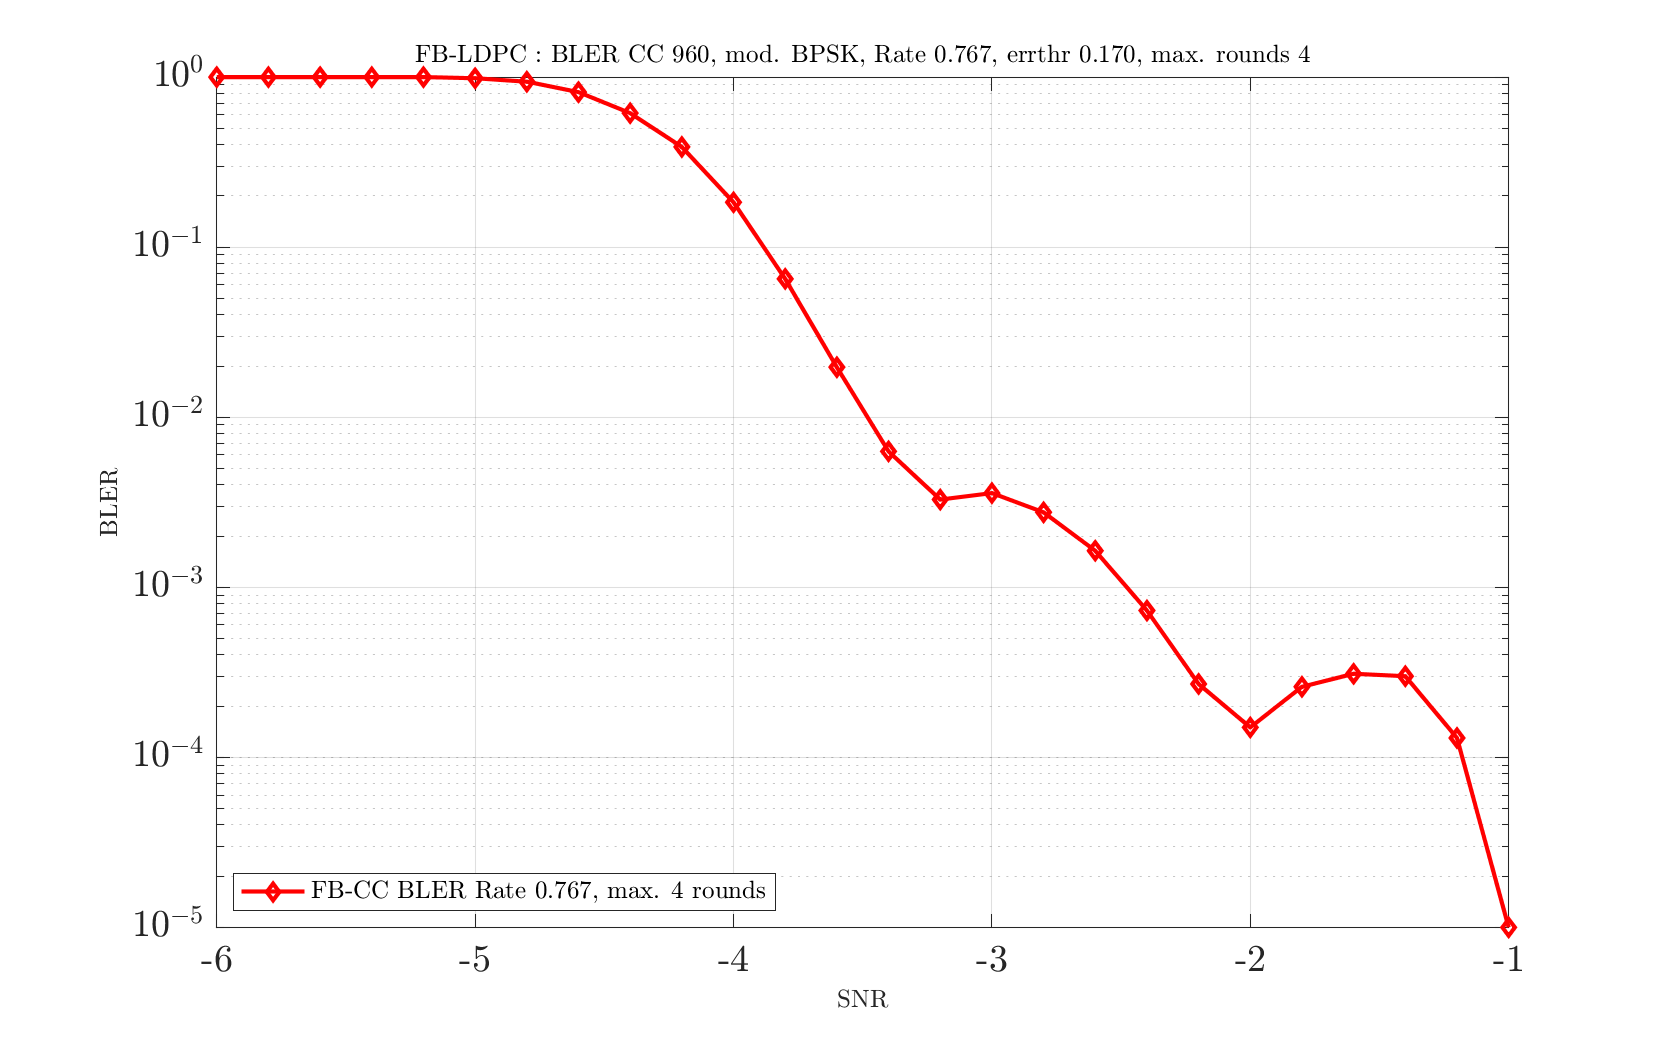 FB-LDPC : BLER CC 960, mod. BPSK, Rate 0.767, errthr 0.170, max. rounds 4
10^0
10^-1
10^-2
10^-3
10^-4
10^-5
BLER
FB-CC BLER Rate 0.767, max. 4 rounds
-6 -5 -4 -3 -2 -1
SNR